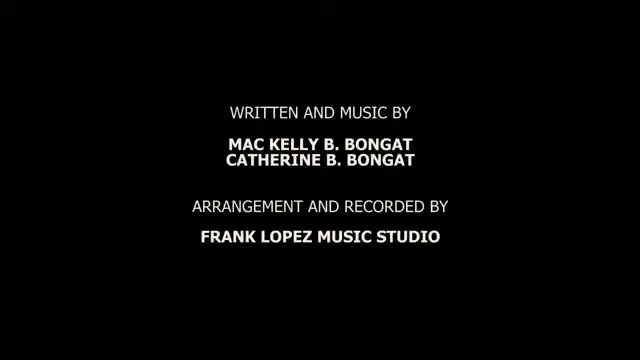 WRITTEN AND MUSIC BY
MAC KELLY B. BONGAT
CATHERINE B. BONGAT
ARRANGEMENT AND RECORDED BY
FRANK LOPEZ MUSIC STUDIO